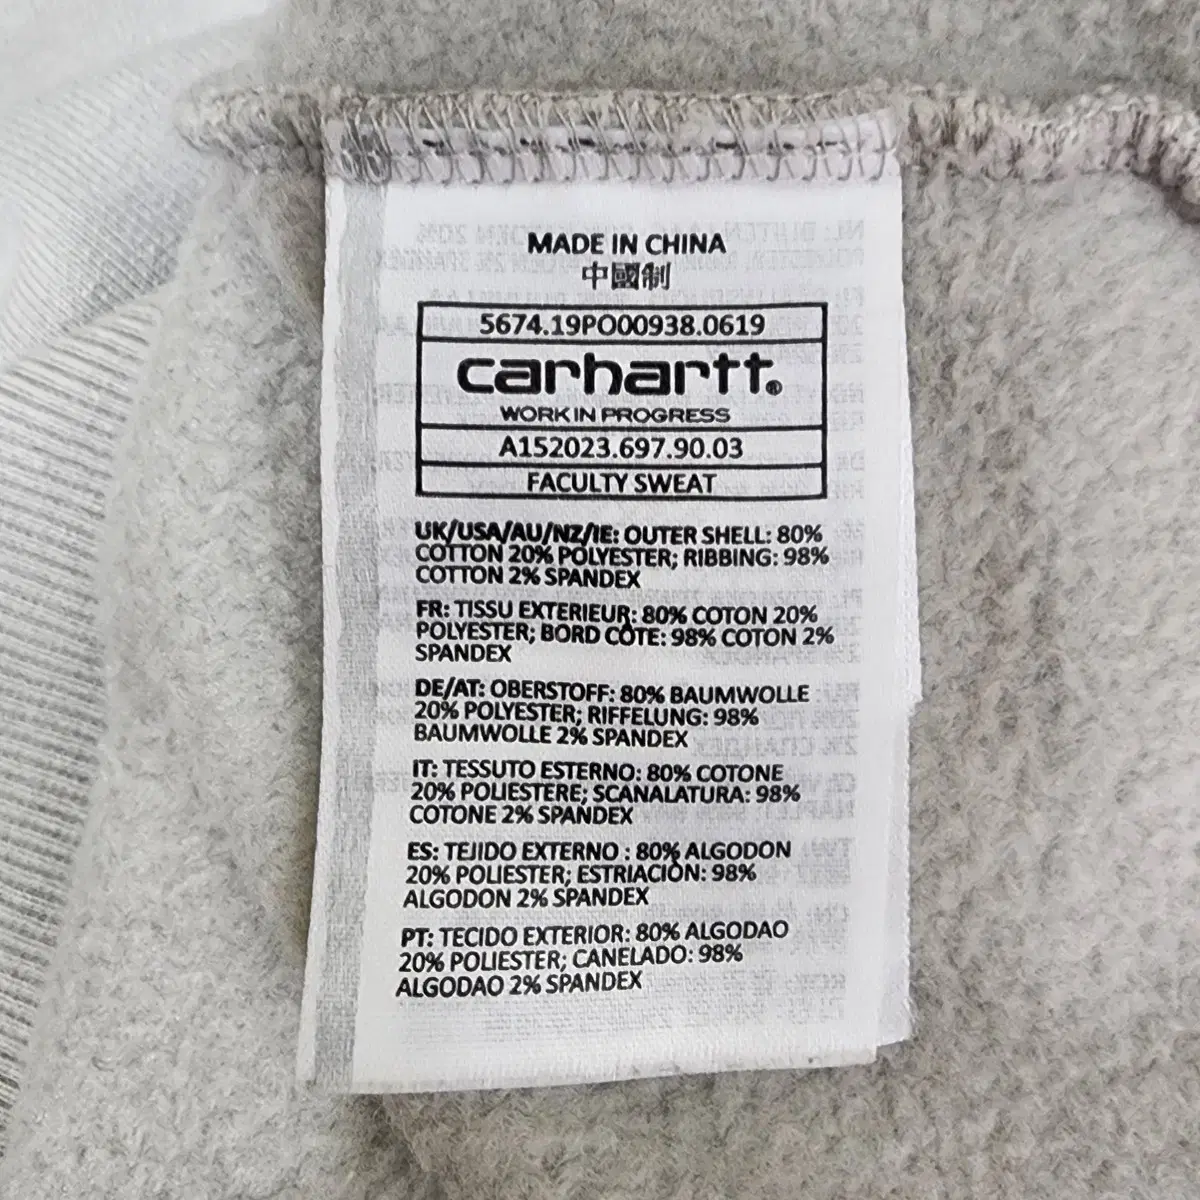 MADE IN CHINA
中國制
5674.19PO00938.0619
carhartt®
WORK IN PROGRESS
A152023.697.90.03
FACULTY SWEAT
UK/USA/AU/NZ/IE: OUTER SHELL: 80%
COTTON 20% POLYESTER; RIBBING: 98%
COTTON 2% SPANDEX
FR: TISSU EXTERIEUR: 80% COTON 20%
POLYESTER; BORD CÔTE: 98% COTON 2%
SPANDEX
DE/AT: OBERSTOFF: 80% BAUMWOLLE
20% POLYESTER; RIFFELUNG: 98%
BAUMWOLLE 2% SPANDEX
IT: TESSUTO ESTERNO: 80% COTONE
20% POLIESTERE; SCANALATURA: 98%
COTONE 2% SPANDEX
ES: TEJIDO EXTERNO : 80% ALGODON
20% POLIESTER; ESTRIACIÓN: 98%
ALGODON 2% SPANDEX
PT: TECIDO EXTERIOR: 80% ALGODAO
20% POLIESTER; CANELADO: 98%
ALGODAO 2% SPANDEX